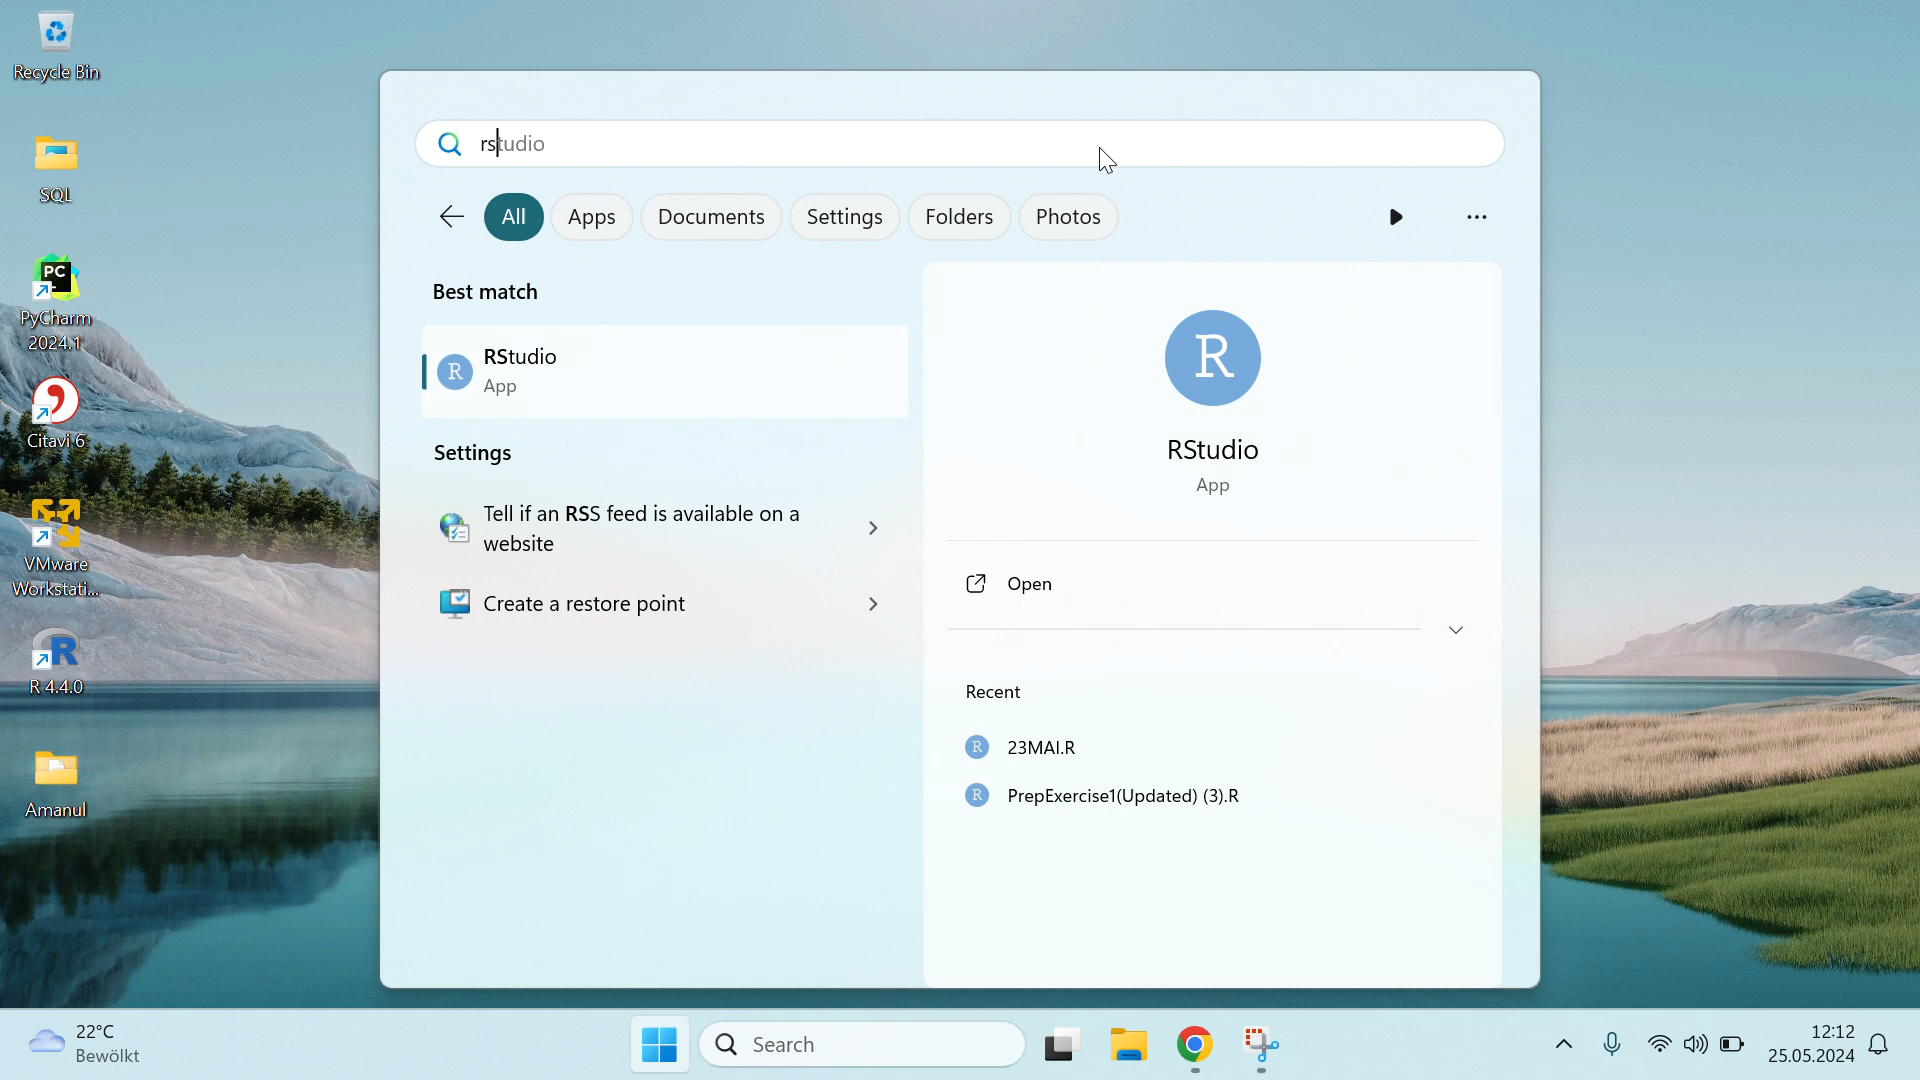 Recycle Bin
SQL
PC
PyCharm
2024.1
Citavi 6
VMware
Workstati...
R 4.4.0
Amanul
rstudio
All
Apps
Documents
Settings
Folders
Photos
Best match
R
RStudio
App
Settings
Tell if an RSS feed is available on a
website
Create a restore point
R
RStudio
App
Open
Recent
R
23MAI.R
R
PrepExercise1(Updated) (3).R
22°C
Bewölkt
Search
12:12
25.05.2024